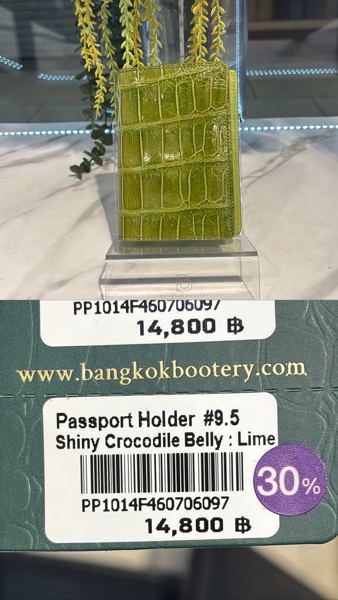 PP1014F460706097
14,800 ฿
www.bangkokbootery.com
Passport Holder #9.5
Shiny Crocodile Belly : Lime
30%
PP1014F460706097
14,800 ฿